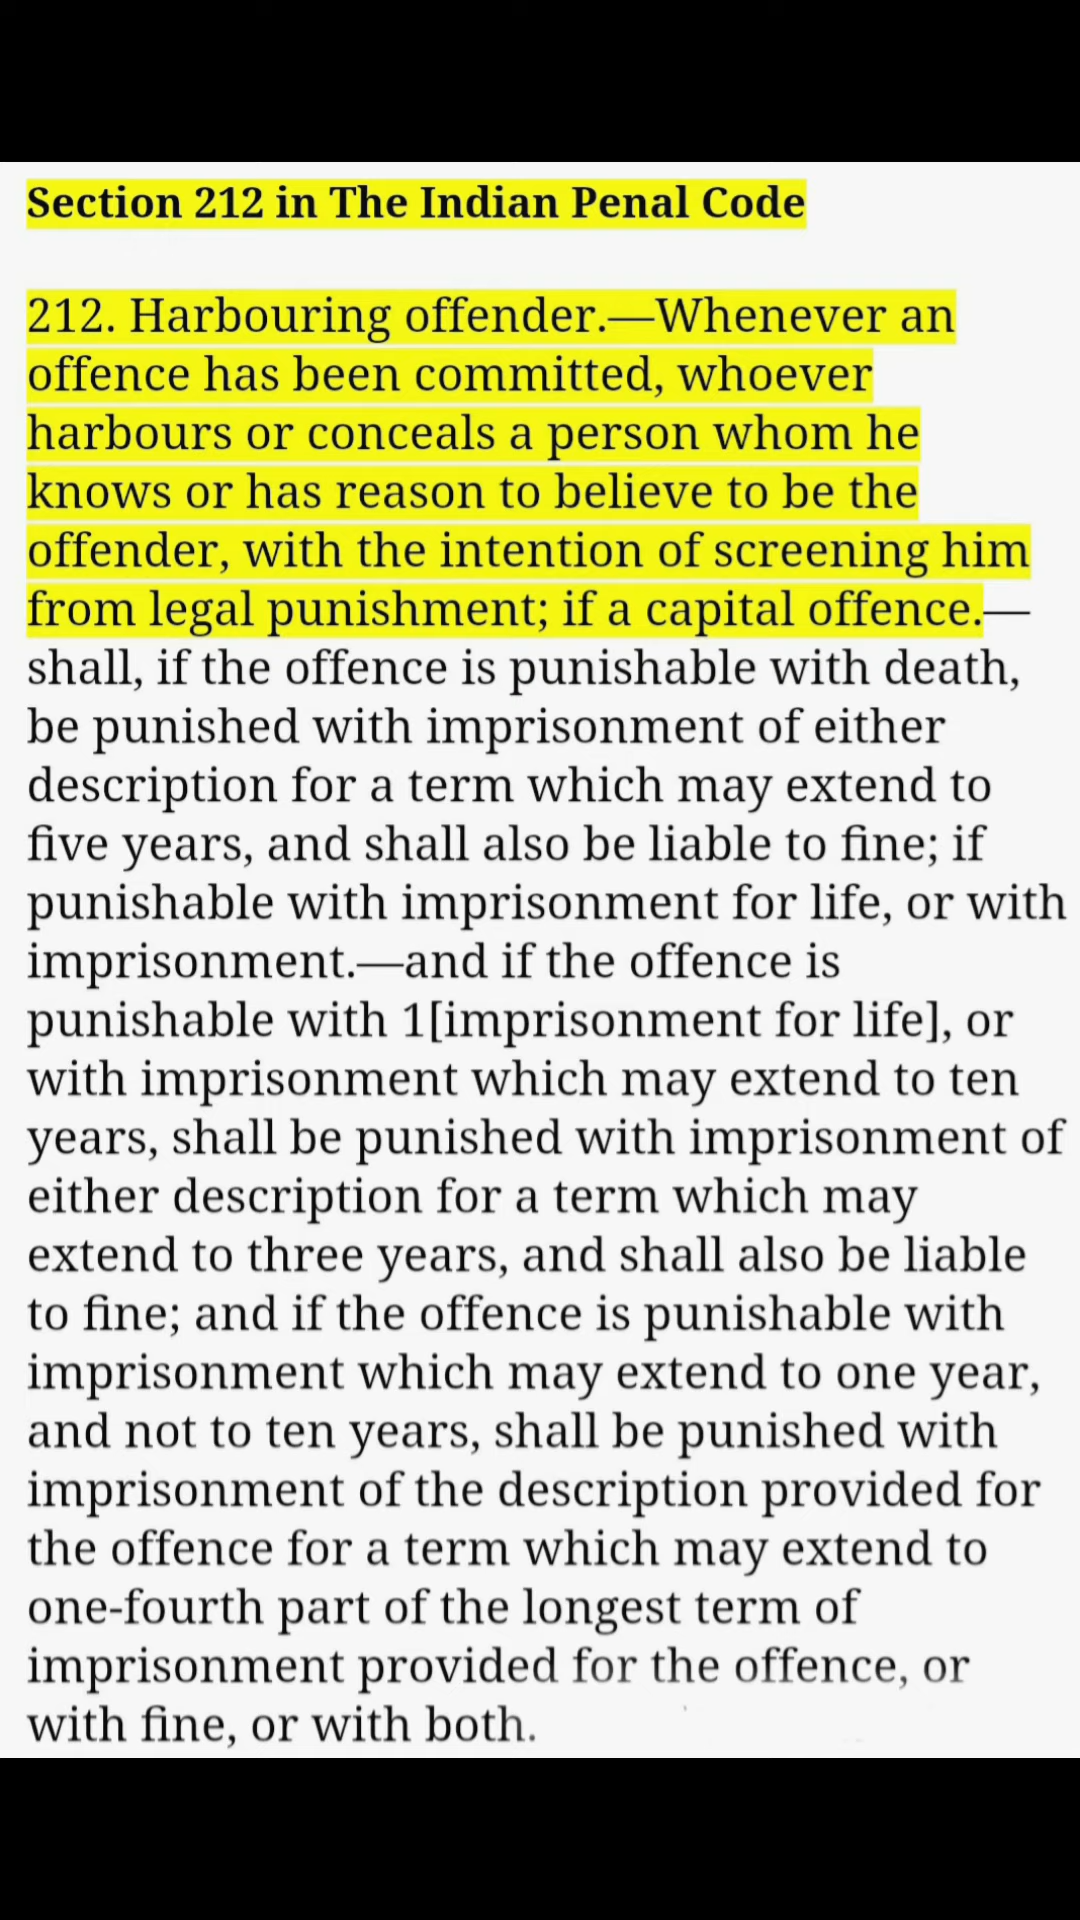 Section 212 in The Indian Penal Code
212. Harbouring offender.—Whenever an
offence has been committed, whoever
harbours or conceals a person whom he
knows or has reason to believe to be the
offender, with the intention of screening him
from legal punishment; if a capital offence.—
shall, if the offence is punishable with death,
be punished with imprisonment of either
description for a term which may extend to
five years, and shall also be liable to fine; if
punishable with imprisonment for life, or with
imprisonment.—and if the offence is
punishable with 1[imprisonment for life], or
with imprisonment which may extend to ten
years, shall be punished with imprisonment of
either description for a term which may
extend to three years, and shall also be liable
to fine; and if the offence is punishable with
imprisonment which may extend to one year,
and not to ten years, shall be punished with
imprisonment of the description provided for
the offence for a term which may extend to
one-fourth part of the longest term of
imprisonment provided for the offence, or
with fine, or with both.